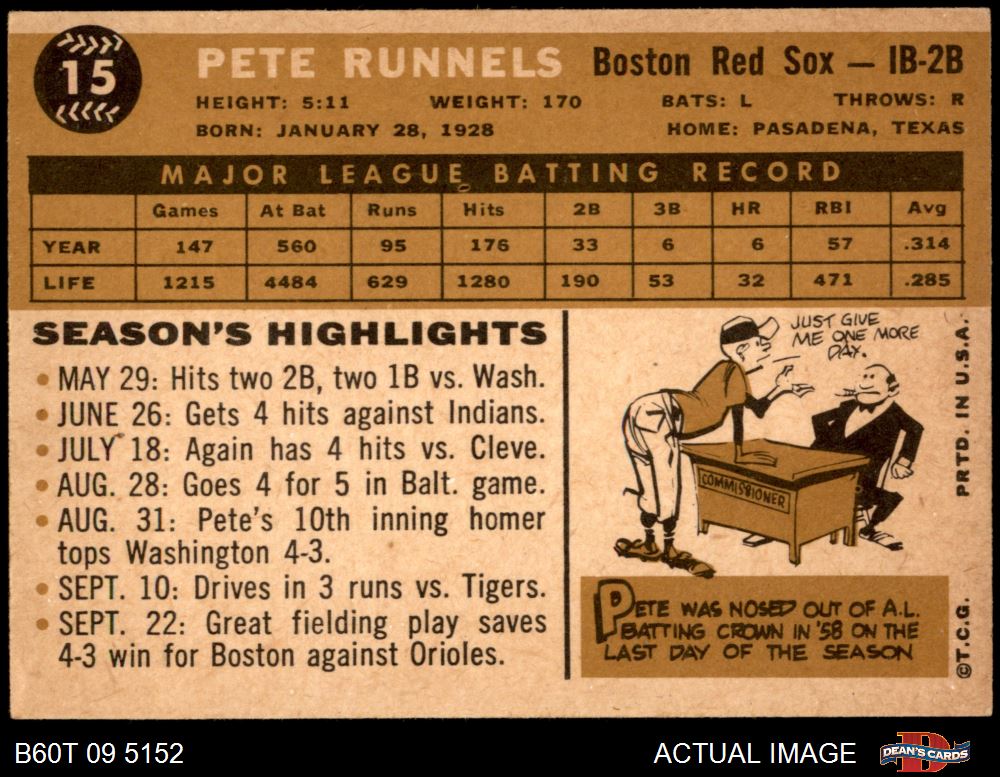 15
PETE RUNNELS Boston Red Sox — 1B-2B
HEIGHT: 5:11 WEIGHT: 170 BATS: L THROWS: R
BORN: JANUARY 28, 1928 HOME: PASADENA, TEXAS
MAJOR LEAGUE BATTING RECORD
Games At Bat Runs Hits 2B 3B HR RBI Avg
YEAR 147 560 95 176 33 6 6 57 .314
LIFE 1215 4484 629 1280 190 53 32 471 .285
SEASON'S HIGHLIGHTS
• MAY 29: Hits two 2B, two 1B vs. Wash.
• JUNE 26: Gets 4 hits against Indians.
• JULY 18: Again has 4 hits vs. Cleve.
• AUG. 28: Goes 4 for 5 in Balt. game.
• AUG. 31: Pete's 10th inning homer
tops Washington 4-3.
• SEPT. 10: Drives in 3 runs vs. Tigers.
• SEPT. 22: Great fielding play saves
4-3 win for Boston against Orioles.
JUST GIVE
ME ONE MORE
DAY.
COMMISSIONER
PETE WAS NOSED OUT OF A.L.
BATTING CROWN IN '58 ON THE
LAST DAY OF THE SEASON
PRTD. IN U.S.A.
©T.C.G.
B60T 09 5152 ACTUAL IMAGE
D
DEAN'S CARDS